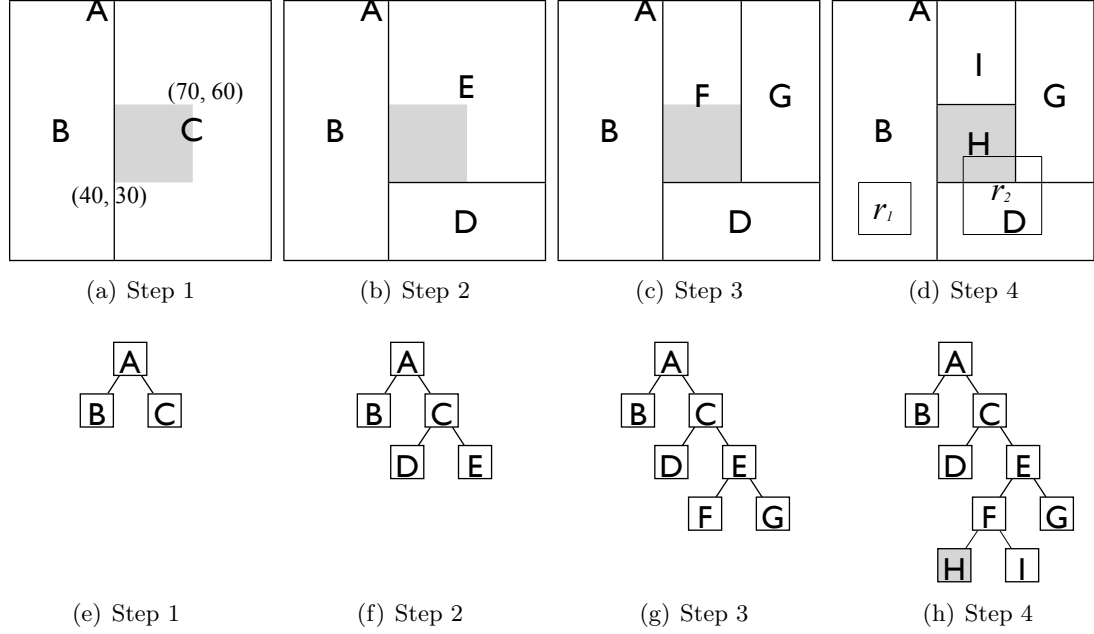 A
B
C
(70, 60)
(40, 30)
(a) Step 1
A
B
E
D
(b) Step 2
A
B
F
G
D
(c) Step 3
A
B
I
G
H
r1
r2
D
(d) Step 4
A
B C
(e) Step 1
A
B C
D E
(f) Step 2
A
B C
D E
F G
(g) Step 3
A
B C
D E
F G
H I
(h) Step 4